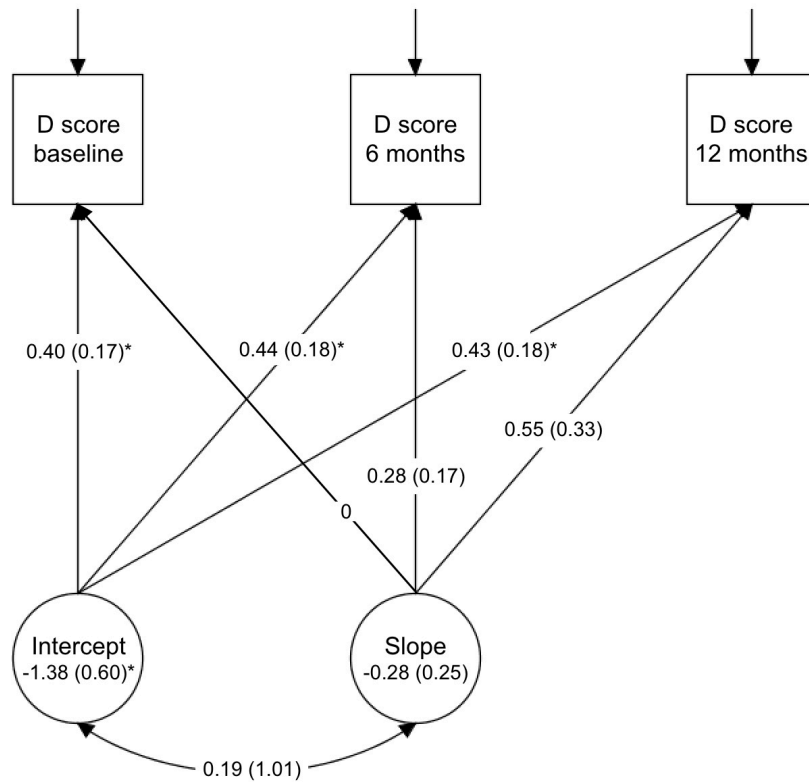 D score
baseline
D score
6 months
D score
12 months
0.40 (0.17)*
0.44 (0.18)*
0.43 (0.18)*
0.55 (0.33)
0.28 (0.17)
0
Intercept
-1.38 (0.60)*
Slope
-0.28 (0.25)
0.19 (1.01)